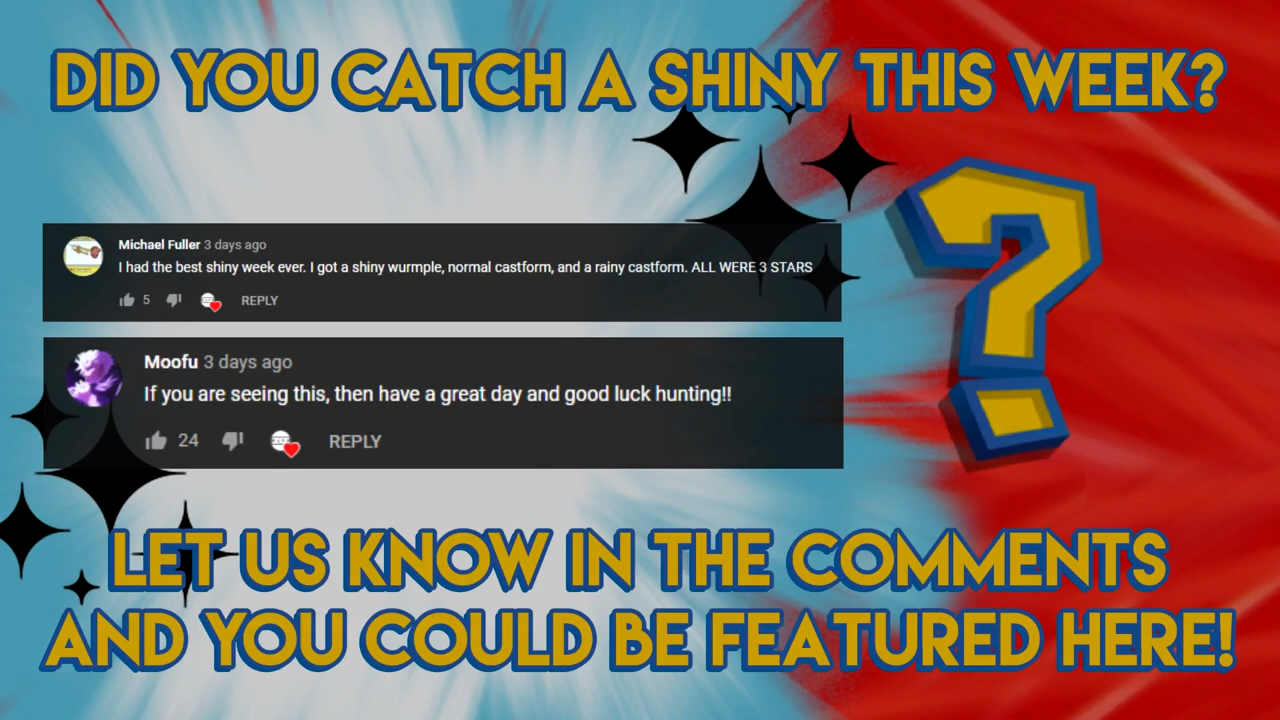 DID YOU CATCH A SHINY THIS WEEK?
Michael Fuller 3 days ago
I had the best shiny week ever. I got a shiny wurmple, normal castform, and a rainy castform. ALL WERE 3 STARS
5 REPLY
Moofu 3 days ago
If you are seeing this, then have a great day and good luck hunting!!
24 REPLY
?
LET US KNOW IN THE COMMENTS
AND YOU COULD BE FEATURED HERE!